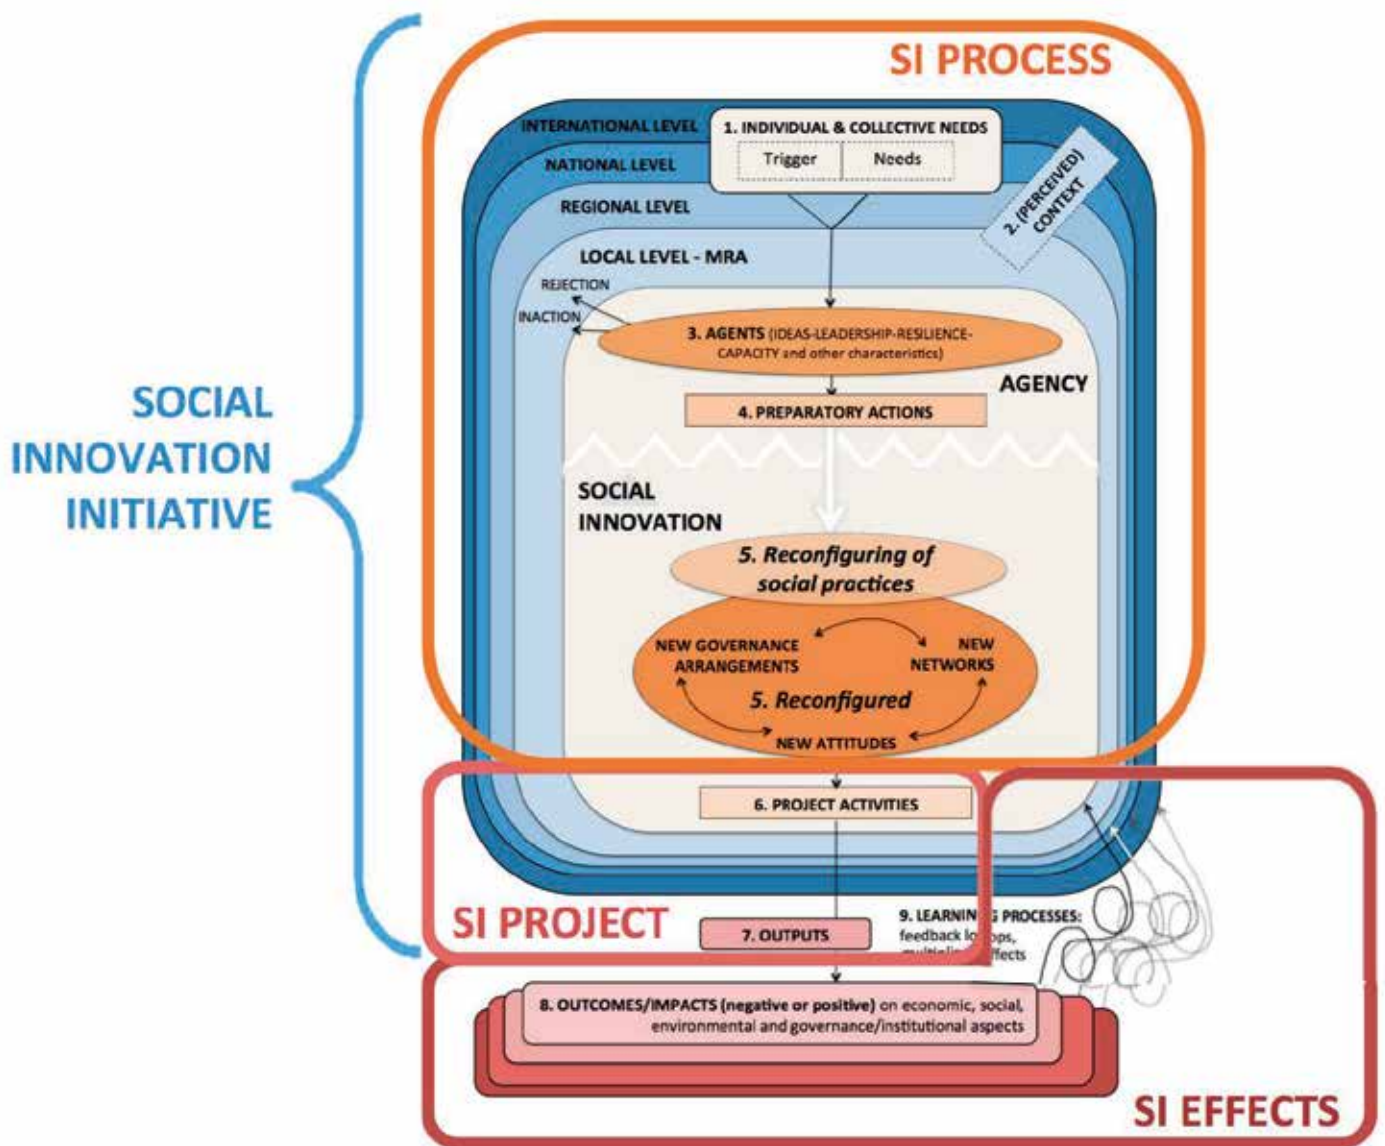 SI PROCESS
INTERNATIONAL LEVEL
1. INDIVIDUAL & COLLECTIVE NEEDS
Trigger
Needs
NATIONAL LEVEL
2. (PERCEIVED)
CONTEXT
REGIONAL LEVEL
LOCAL LEVEL - MRA
REJECTION
INACTION
3. AGENTS (IDEAS-LEADERSHIP-RESILIENCE-
CAPACITY and other characteristics)
AGENCY
4. PREPARATORY ACTIONS
SOCIAL
INNOVATION
INITIATIVE
SOCIAL
INNOVATION
5. Reconfiguring of
social practices
NEW GOVERNANCE
ARRANGEMENTS
NEW
NETWORKS
5. Reconfigured
NEW ATTITUDES
6. PROJECT ACTIVITIES
SI PROJECT
7. OUTPUTS
9. LEARNING PROCESSES:
feedback loops,
8. OUTCOMES/IMPACTS (negative or positive) on economic, social,
environmental and governance/institutional aspects
SI EFFECTS